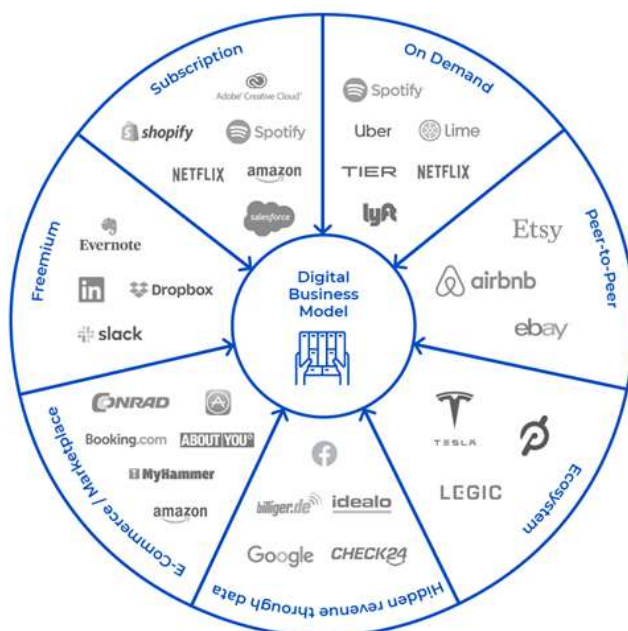 Subscription
Adobe® Creative Cloud™
shopify
Spotify
NETFLIX
amazon
salesforce
On Demand
Spotify
Uber
Lime
TIER
NETFLIX
lyft
Peer-to-Peer
Etsy
airbnb
ebay
Ecosystem
TESLA
LEGIC
Hidden revenue through data
billiger.de
idealo
Google
CHECK24
E-Commerce / Marketplace
CONRAD
Booking.com
ABOUT YOU°
MyHammer
amazon
Freemium
Evernote
in
Dropbox
slack
Digital
Business
Model